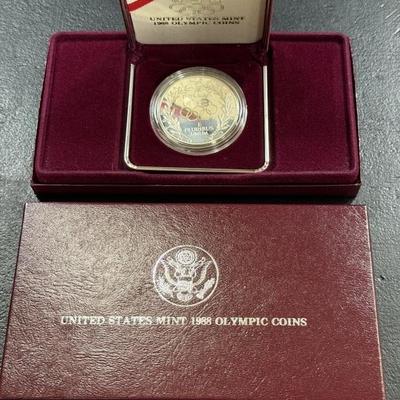 UNITED STATES MINT
1988 OLYMPIC COINS
E
PLURIBUS
UNUM
UNITED STATES MINT 1988 OLYMPIC COINS